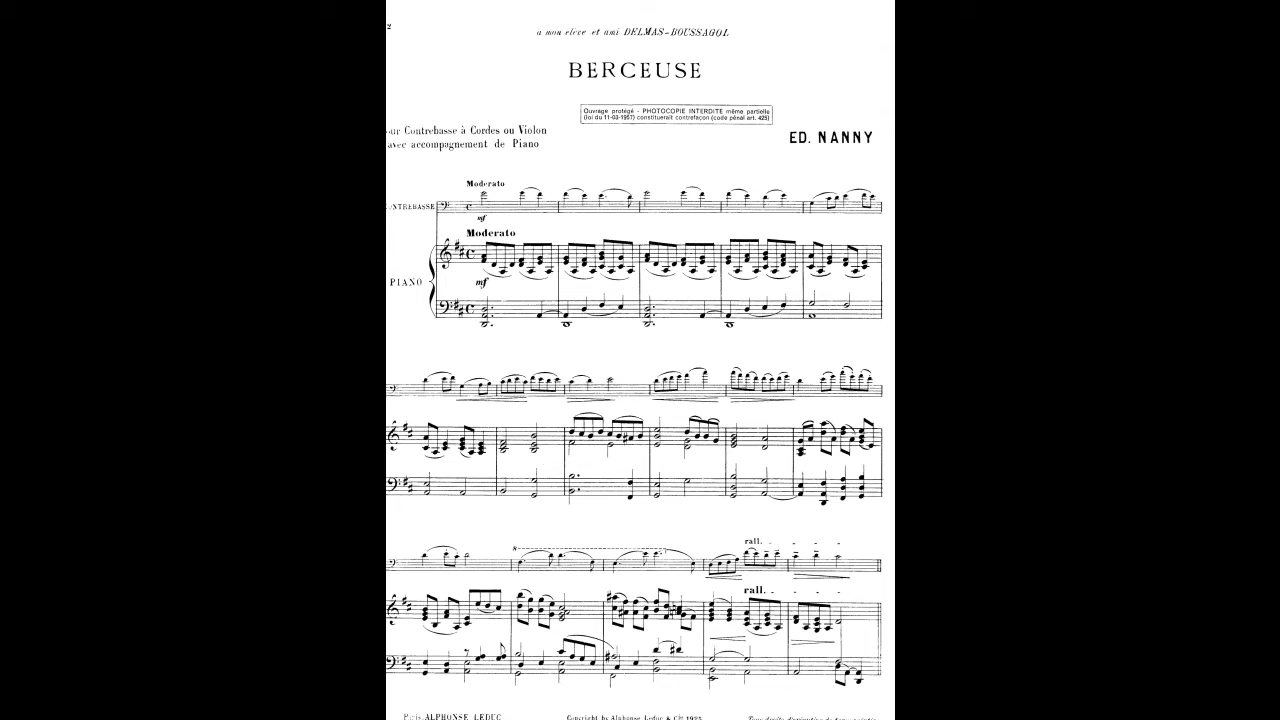 2
a mon élève et ami DELMAS-BOUSSAGOL
BERCEUSE
Ouvrage protégé - PHOTOCOPIE INTERDITE même partielle
(loi du 11-03-1957) constituerait contrefaçon (code pénal art. 425)
our Contrebasse à Cordes ou Violon
avec accompagnement de Piano
ED. NANNY
Moderato
ONTREBASSE
mf
Moderato
PIANO
mf
8
rall.
rall.
Paris, ALPHONSE LEDUC
Copyright by Alphonse Leduc & Cie 1925